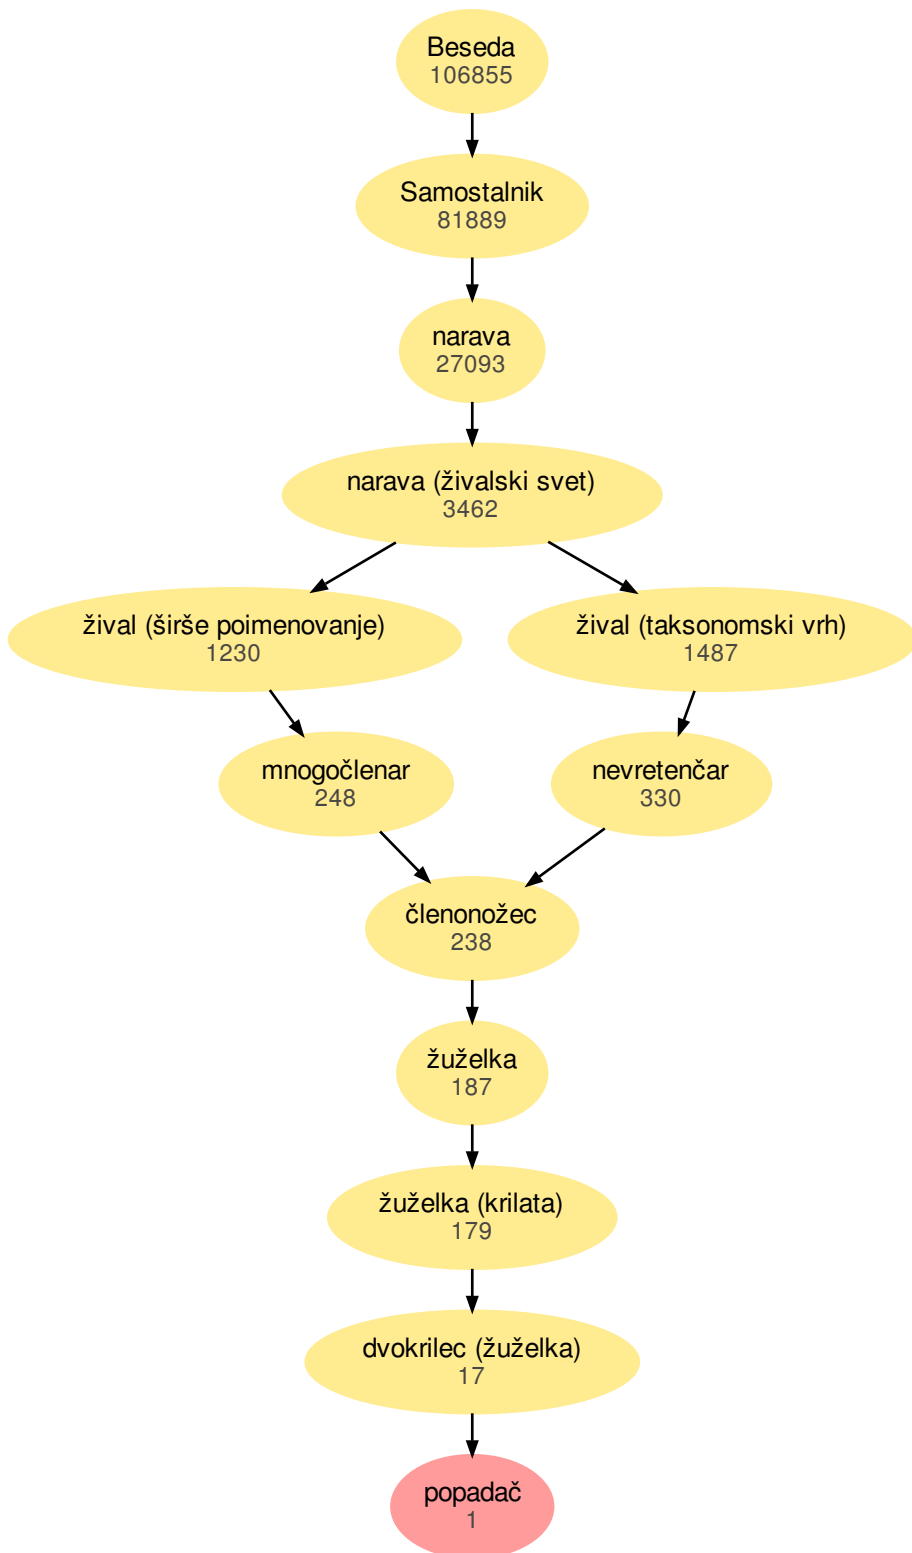 Beseda
106855
Samostalnik
81889
narava
27093
narava (živalski svet)
3462
žival (širše poimenovanje)
1230
žival (taksonomski vrh)
1487
mnogočlenar
248
nevretenčar
330
členonožec
238
žuželka
187
žuželka (krilata)
179
dvokrilec (žuželka)
17
popadač
1